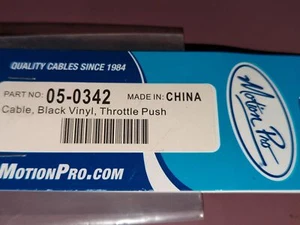 QUALITY CABLES SINCE 1984
PART NO: 05-0342 MADE IN: CHINA
Cable, Black Vinyl, Throttle Push
Motion Pro
MotionPro.com